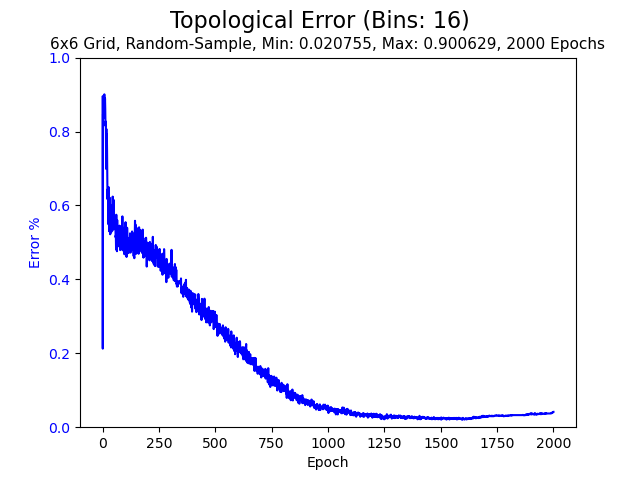 Topological Error (Bins: 16)
6x6 Grid, Random-Sample, Min: 0.020755, Max: 0.900629, 2000 Epochs
1.0
0.8
0.6
0.4
0.2
0.0
Error %
0 250 500 750 1000 1250 1500 1750 2000
Epoch